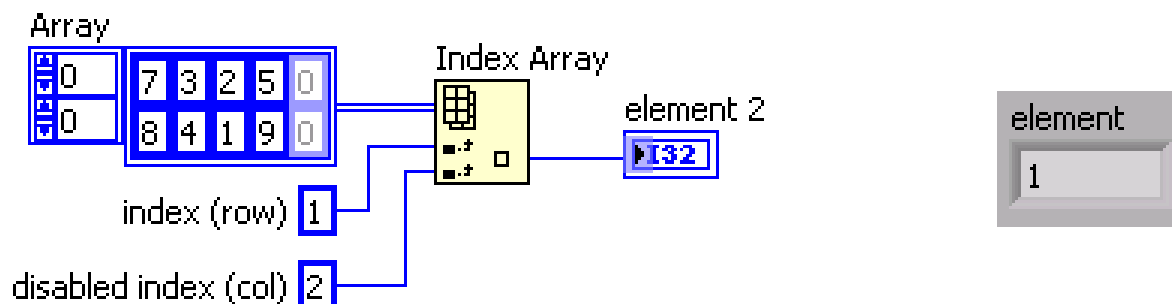 Array
Index Array
0 7 3 2 5 0
0 8 4 1 9 0
element 2
I32
element
1
index (row) 1
disabled index (col) 2